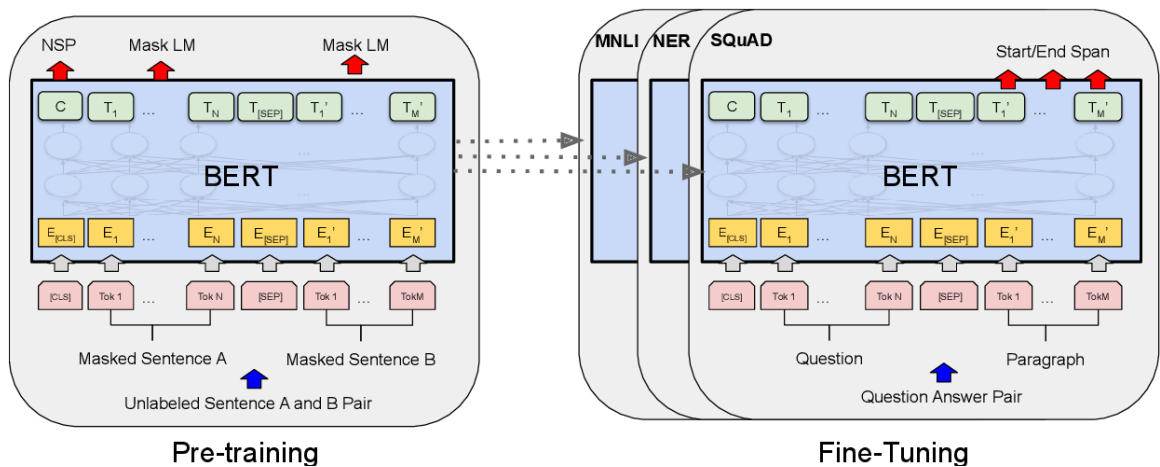 NSP Mask LM Mask LM
C T1 ... TN T[SEP] T1' ... TM'
BERT
E[CLS] E1 ... EN E[SEP] E1' ... EM'
[CLS] Tok 1 ... Tok N [SEP] Tok 1 ... TokM
Masked Sentence A Masked Sentence B
Unlabeled Sentence A and B Pair
Pre-training
MNLI NER SQuAD
Start/End Span
C T1 ... TN T[SEP] T1' ... TM'
BERT
E[CLS] E1 ... EN E[SEP] E1' ... EM'
[CLS] Tok 1 ... Tok N [SEP] Tok 1 ... TokM
Question Paragraph
Question Answer Pair
Fine-Tuning